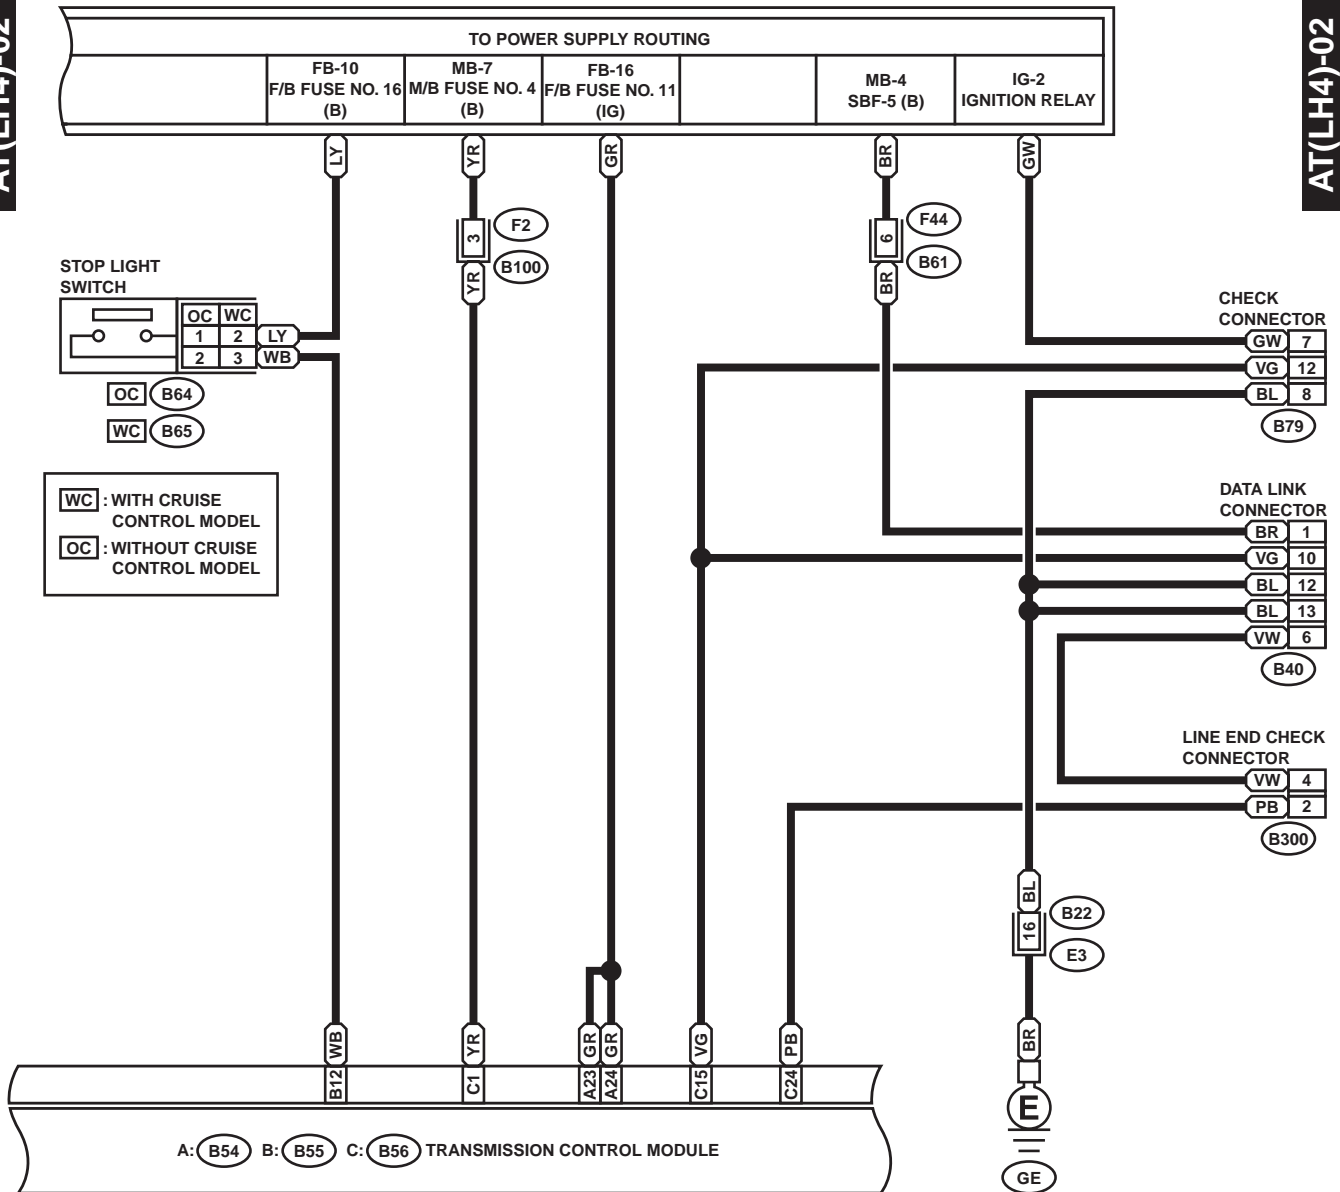 AT(LH4)-02
AT(LH4)-02
TO POWER SUPPLY ROUTING
FB-10
F/B FUSE NO. 16
(B)
MB-7
M/B FUSE NO. 4
(B)
FB-16
F/B FUSE NO. 11
(IG)
MB-4
SBF-5 (B)
IG-2
IGNITION RELAY
LY
YR
GR
BR
GW
3
F2
B100
YR
6
F44
B61
BR
STOP LIGHT
SWITCH
OC WC
1 2 LY
2 3 WB
OC B64
WC B65
WC : WITH CRUISE
CONTROL MODEL
OC : WITHOUT CRUISE
CONTROL MODEL
CHECK
CONNECTOR
GW 7
VG 12
BL 8
B79
DATA LINK
CONNECTOR
BR 1
VG 10
BL 12
BL 13
VW 6
B40
LINE END CHECK
CONNECTOR
VW 4
PB 2
B300
BL
16
B22
E3
BR
E
GE
WB
YR
GR
GR
VG
PB
B12
C1
A23
A24
C15
C24
A: B54 B: B55 C: B56 TRANSMISSION CONTROL MODULE